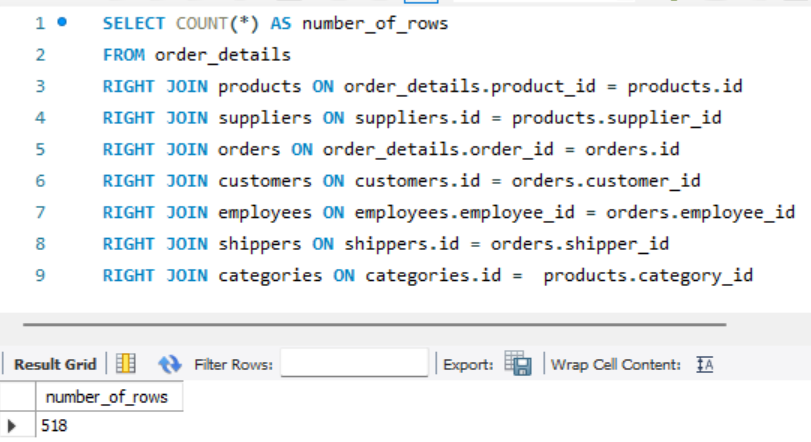 1 SELECT COUNT(*) AS number_of_rows
2 FROM order_details
3 RIGHT JOIN products ON order_details.product_id = products.id
4 RIGHT JOIN suppliers ON suppliers.id = products.supplier_id
5 RIGHT JOIN orders ON order_details.order_id = orders.id
6 RIGHT JOIN customers ON customers.id = orders.customer_id
7 RIGHT JOIN employees ON employees.employee_id = orders.employee_id
8 RIGHT JOIN shippers ON shippers.id = orders.shipper_id
9 RIGHT JOIN categories ON categories.id =  products.category_id
Result Grid Filter Rows: Export: Wrap Cell Content:
number_of_rows
518